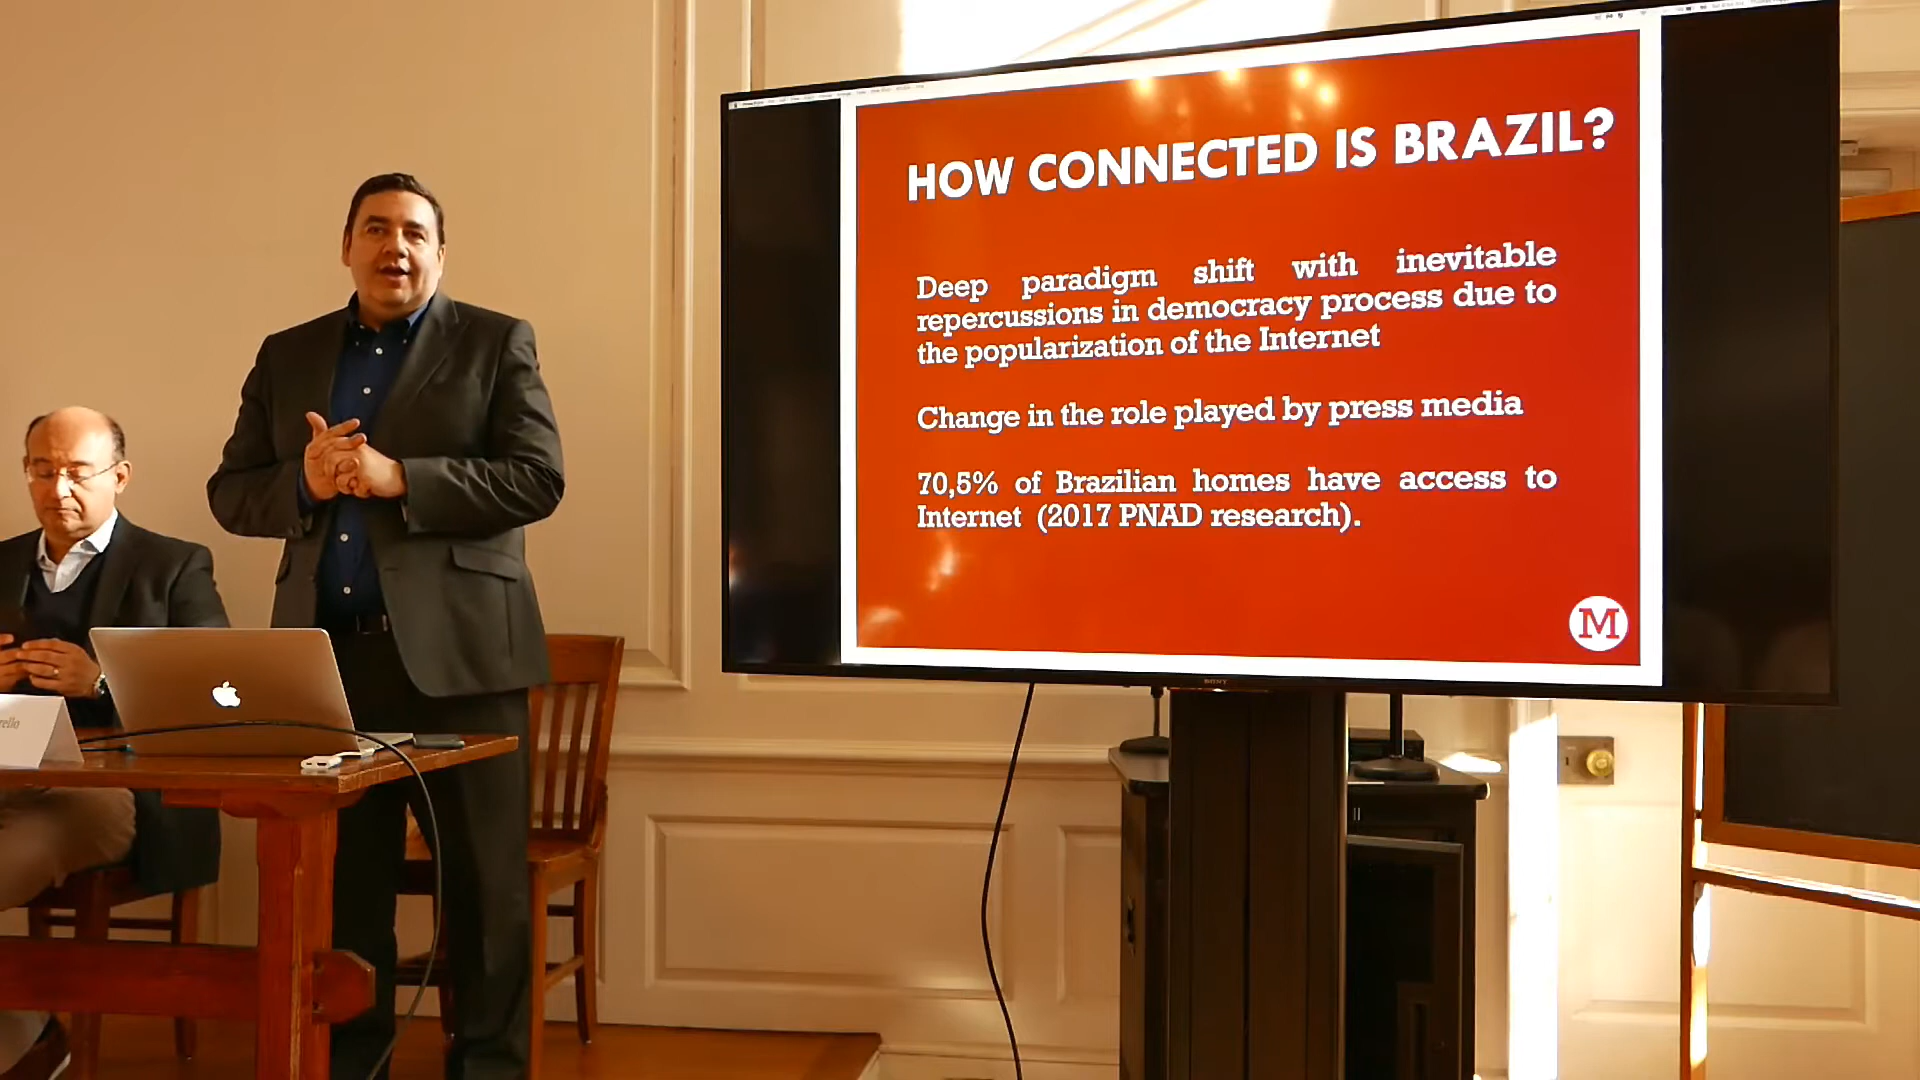 HOW CONNECTED IS BRAZIL?
Deep paradigm shift with inevitable
repercussions in democracy process due to
the popularization of the Internet
Change in the role played by press media
70,5% of Brazilian homes have access to
Internet (2017 PNAD research).
M
SONY
rello